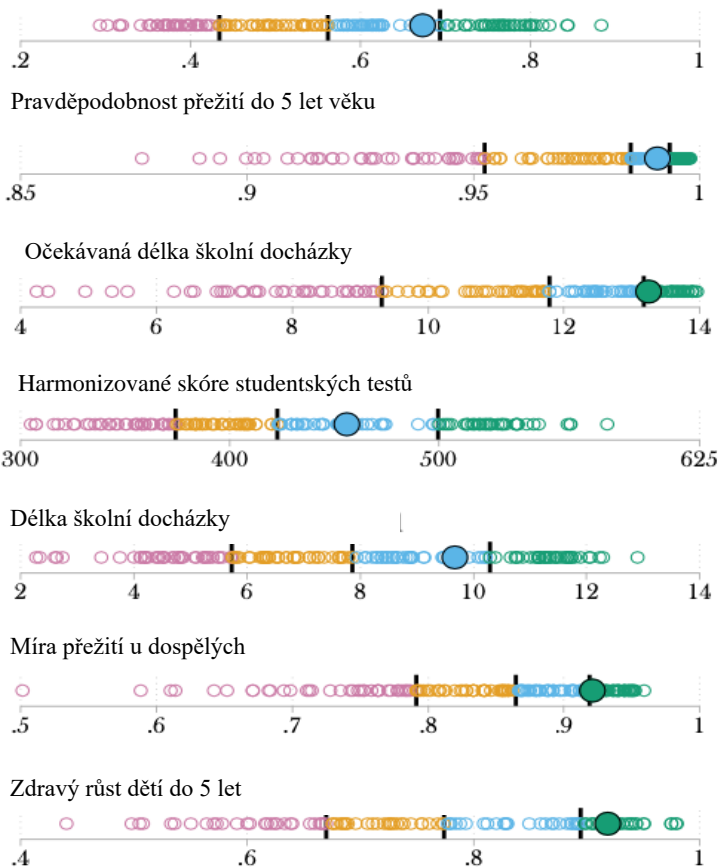 .2 .4 .6 .8 1
Pravděpodobnost přežití do 5 let věku
.85 .9 .95 1
Očekávaná délka školní docházky
4 6 8 10 12 14
Harmonizované skóre studentských testů
300 400 500 625
Délka školní docházky
2 4 6 8 10 12 14
Míra přežití u dospělých
.5 .6 .7 .8 .9 1
Zdravý růst dětí do 5 let
.4 .6 .8 1